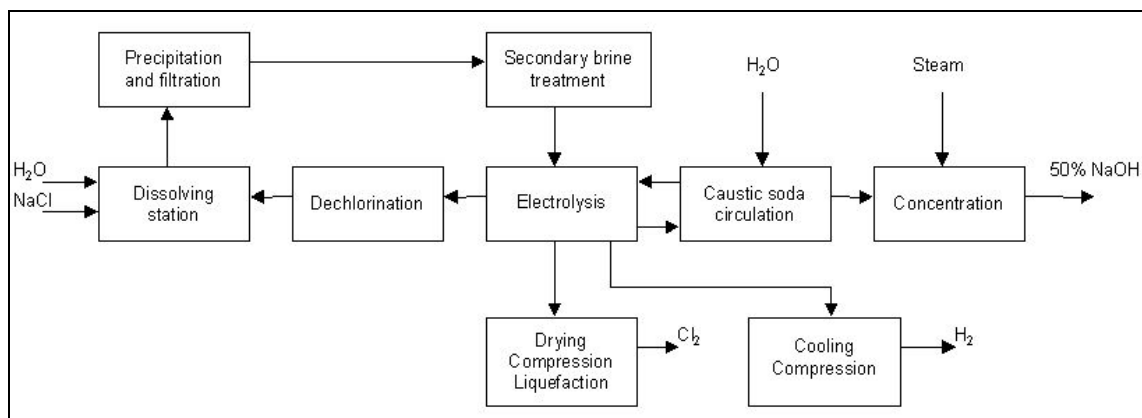 Precipitation
and filtration
Secondary brine
treatment
H₂O
Steam
H₂O
NaCl
Dissolving
station
Dechlorination
Electrolysis
Caustic soda
circulation
Concentration
50% NaOH
Drying
Compression
Liquefaction
Cl₂
Cooling
Compression
H₂